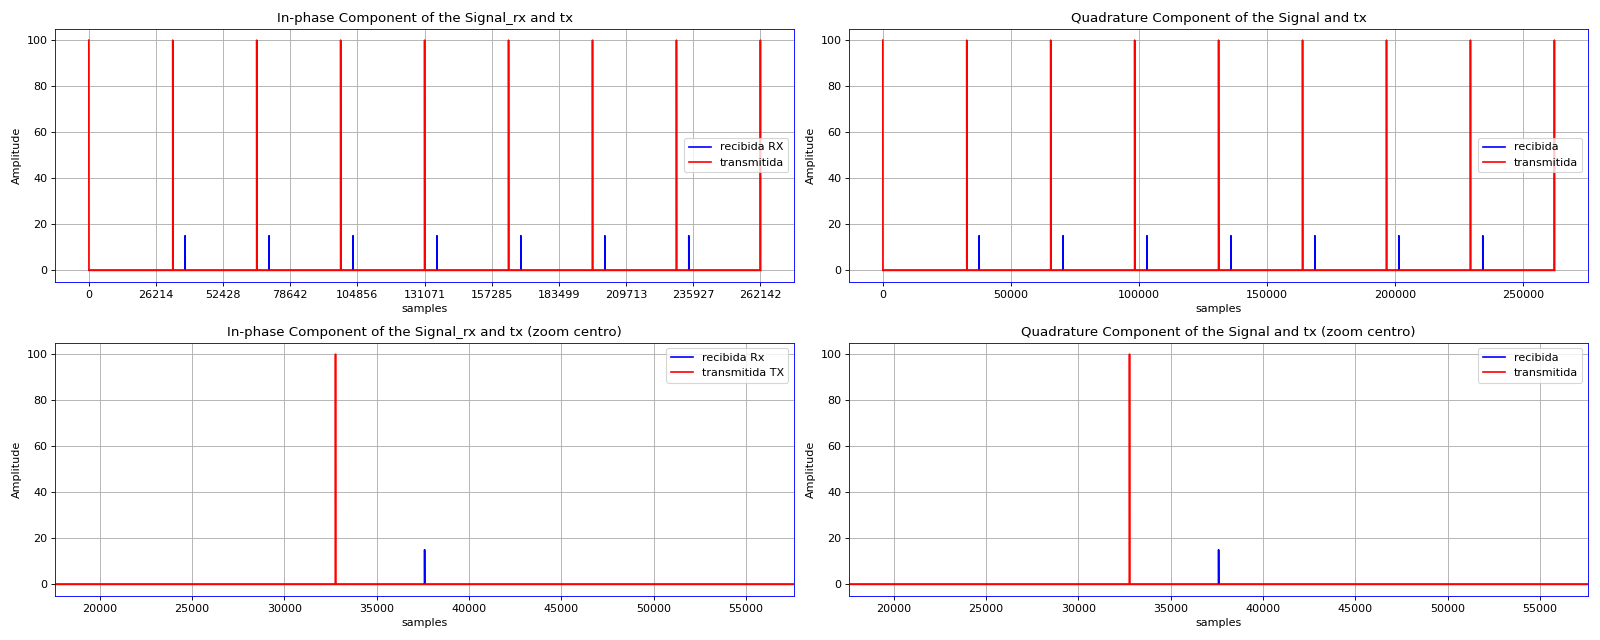 In-phase Component of the Signal_rx and tx
Amplitude
100
80
60
40
20
0
recibida RX
transmitida
0 26214 52428 78642 104856 131071 157285 183499 209713 235927 262142
samples
Quadrature Component of the Signal and tx
Amplitude
100
80
60
40
20
0
recibida
transmitida
0 50000 100000 150000 200000 250000
samples
In-phase Component of the Signal_rx and tx (zoom centro)
Amplitude
100
80
60
40
20
0
recibida Rx
transmitida TX
20000 25000 30000 35000 40000 45000 50000 55000
samples
Quadrature Component of the Signal and tx (zoom centro)
Amplitude
100
80
60
40
20
0
recibida
transmitida
20000 25000 30000 35000 40000 45000 50000 55000
samples